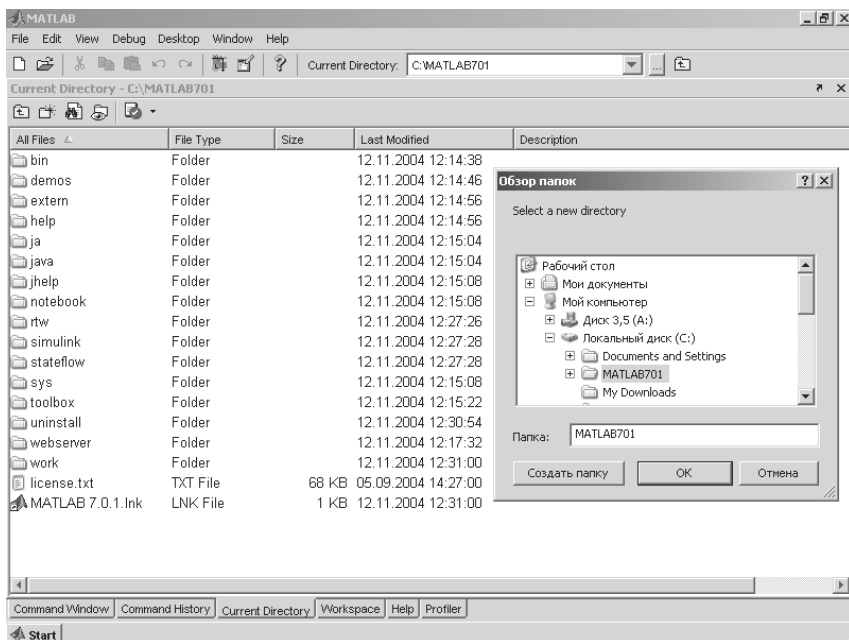 MATLAB
File Edit View Debug Desktop Window Help
Current Directory: C:\MATLAB701
Current Directory - C:\MATLAB701
All Files File Type Size Last Modified Description
bin Folder 12.11.2004 12:14:38
demos Folder 12.11.2004 12:14:46
extern Folder 12.11.2004 12:14:56
help Folder 12.11.2004 12:14:56
ja Folder 12.11.2004 12:15:04
java Folder 12.11.2004 12:15:04
jhelp Folder 12.11.2004 12:15:08
notebook Folder 12.11.2004 12:15:08
rtw Folder 12.11.2004 12:27:26
simulink Folder 12.11.2004 12:27:28
stateflow Folder 12.11.2004 12:27:28
sys Folder 12.11.2004 12:15:08
toolbox Folder 12.11.2004 12:15:22
uninstall Folder 12.11.2004 12:30:54
webserver Folder 12.11.2004 12:17:32
work Folder 12.11.2004 12:31:00
license.txt TXT File 68 KB 05.09.2004 14:27:00
MATLAB 7.0.1.lnk LNK File 1 KB 12.11.2004 12:31:00
Обзор папок
Select a new directory
Рабочий стол
Мои документы
Мой компьютер
Диск 3,5 (A:)
Локальный диск (C:)
Documents and Settings
MATLAB701
My Downloads
Папка: MATLAB701
Создать папку OK Отмена
Command Window Command History Current Directory Workspace Help Profiler
Start